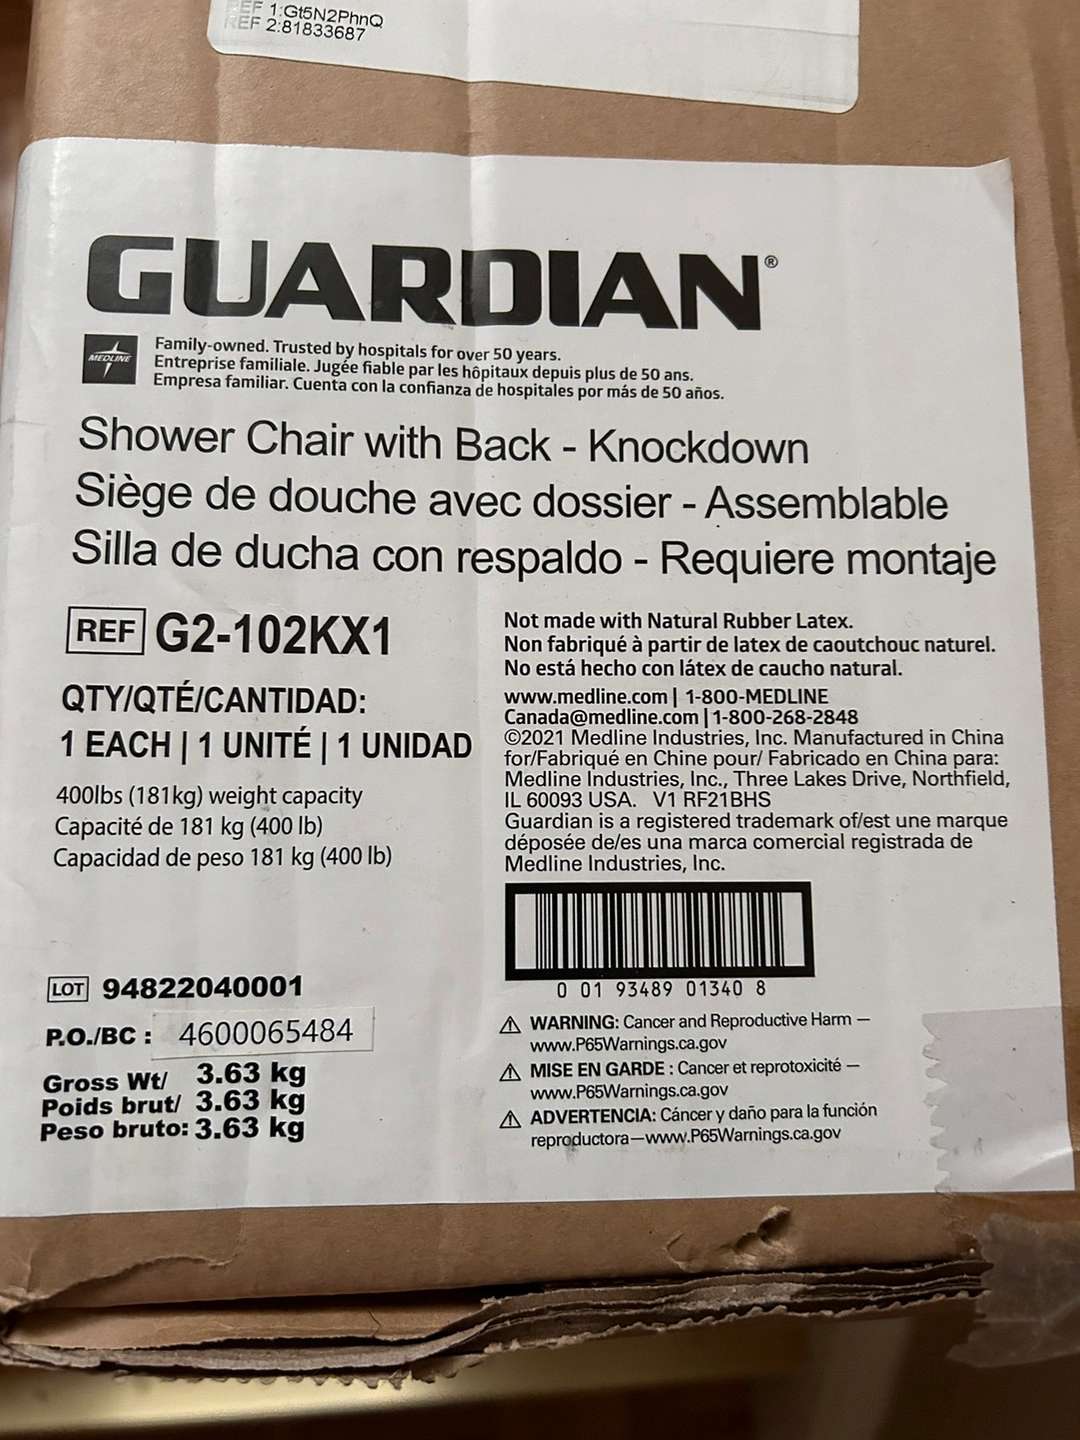 REF 1:Gt5N2PhnQ
REF 2:81833687
GUARDIAN®
MEDLINE
Family-owned. Trusted by hospitals for over 50 years.
Entreprise familiale. Jugée fiable par les hôpitaux depuis plus de 50 ans.
Empresa familiar. Cuenta con la confianza de hospitales por más de 50 años.
Shower Chair with Back - Knockdown
Siège de douche avec dossier - Assemblable
Silla de ducha con respaldo - Requiere montaje
REF G2-102KX1
QTY/QTÉ/CANTIDAD:
1 EACH | 1 UNITÉ | 1 UNIDAD
400lbs (181kg) weight capacity
Capacité de 181 kg (400 lb)
Capacidad de peso 181 kg (400 lb)
Not made with Natural Rubber Latex.
Non fabriqué à partir de latex de caoutchouc naturel.
No está hecho con látex de caucho natural.
www.medline.com | 1-800-MEDLINE
Canada@medline.com | 1-800-268-2848
©2021 Medline Industries, Inc. Manufactured in China
for/Fabriqué en Chine pour/ Fabricado en China para:
Medline Industries, Inc., Three Lakes Drive, Northfield,
IL 60093 USA. V1 RF21BHS
Guardian is a registered trademark of/est une marque
déposée de/es una marca comercial registrada de
Medline Industries, Inc.
0 01 93489 01340 8
LOT 94822040001
P.O./BC : 4600065484
Gross Wt/ 3.63 kg
Poids brut/ 3.63 kg
Peso bruto: 3.63 kg
⚠ WARNING: Cancer and Reproductive Harm –
www.P65Warnings.ca.gov
⚠ MISE EN GARDE : Cancer et reprotoxicité –
www.P65Warnings.ca.gov
⚠ ADVERTENCIA: Cáncer y daño para la función
reproductora—www.P65Warnings.ca.gov